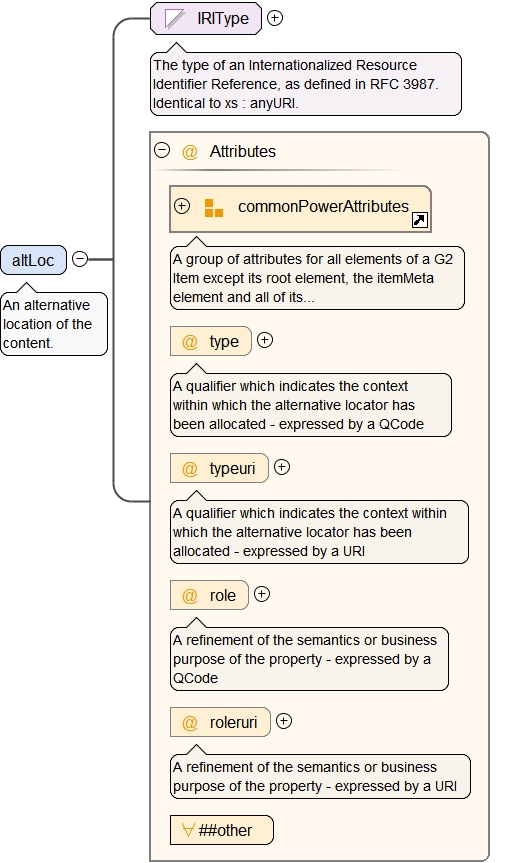 IRIType
The type of an Internationalized Resource
Identifier Reference, as defined in RFC 3987.
Identical to xs : anyURI.
altLoc
An alternative
location of the
content.
@ Attributes
commonPowerAttributes
A group of attributes for all elements of a G2
Item except its root element, the itemMeta
element and all of its...
@ type
A qualifier which indicates the context
within which the alternative locator has
been allocated - expressed by a QCode
@ typeuri
A qualifier which indicates the context within
which the alternative locator has been
allocated - expressed by a URI
@ role
A refinement of the semantics or business
purpose of the property - expressed by a
QCode
@ roleruri
A refinement of the semantics or business
purpose of the property - expressed by a URI
##other